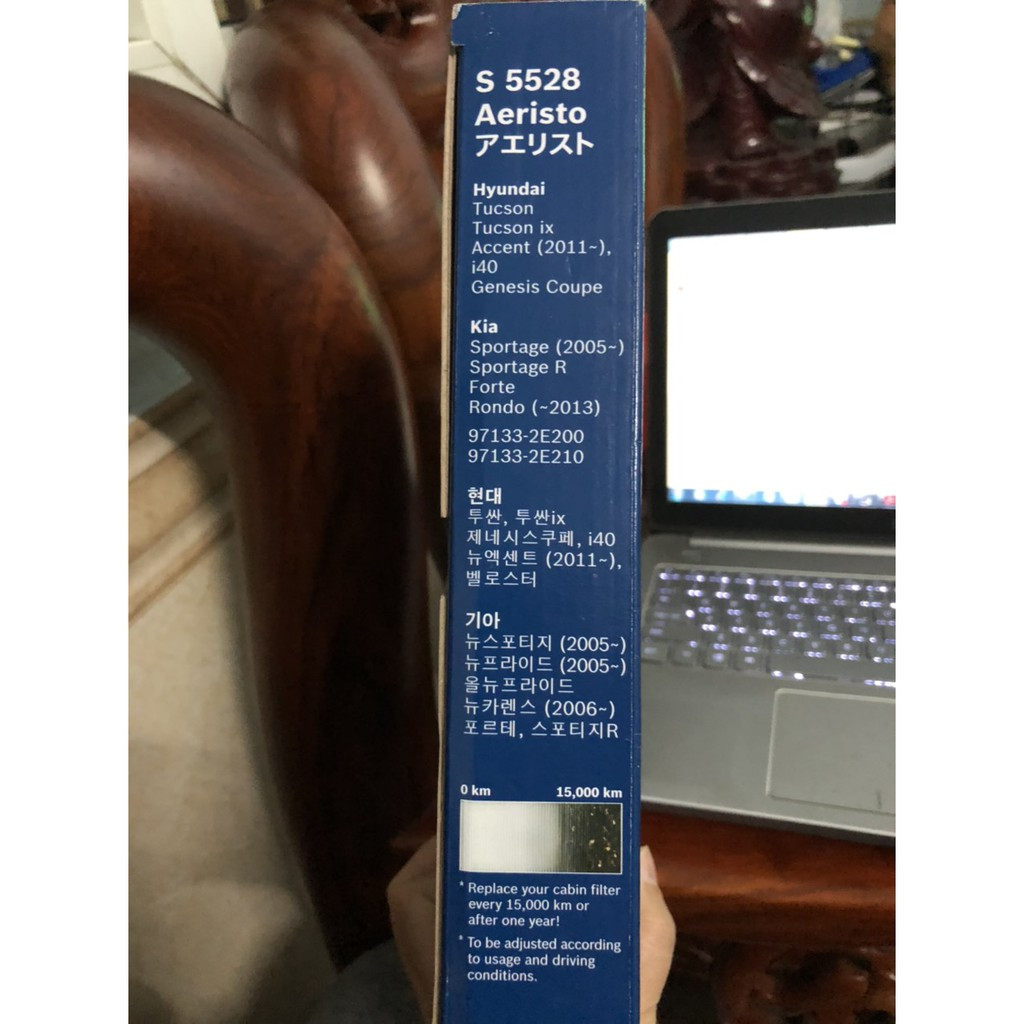 S 5528
Aeristo
アエリスト
Hyundai
Tucson
Tucson ix
Accent (2011~),
i40
Genesis Coupe
Kia
Sportage (2005~)
Sportage R
Forte
Rondo (~2013)
97133-2E200
97133-2E210
현대
투싼, 투싼ix
제네시스쿠페, i40
뉴엑센트 (2011~),
벨로스터
기아
뉴스포티지 (2005~)
뉴프라이드 (2005~)
올뉴프라이드
뉴카렌스 (2006~)
포르테, 스포티지R
0 km 15,000 km
* Replace your cabin filter
every 15,000 km or
after one year!
* To be adjusted according
to usage and driving
conditions.